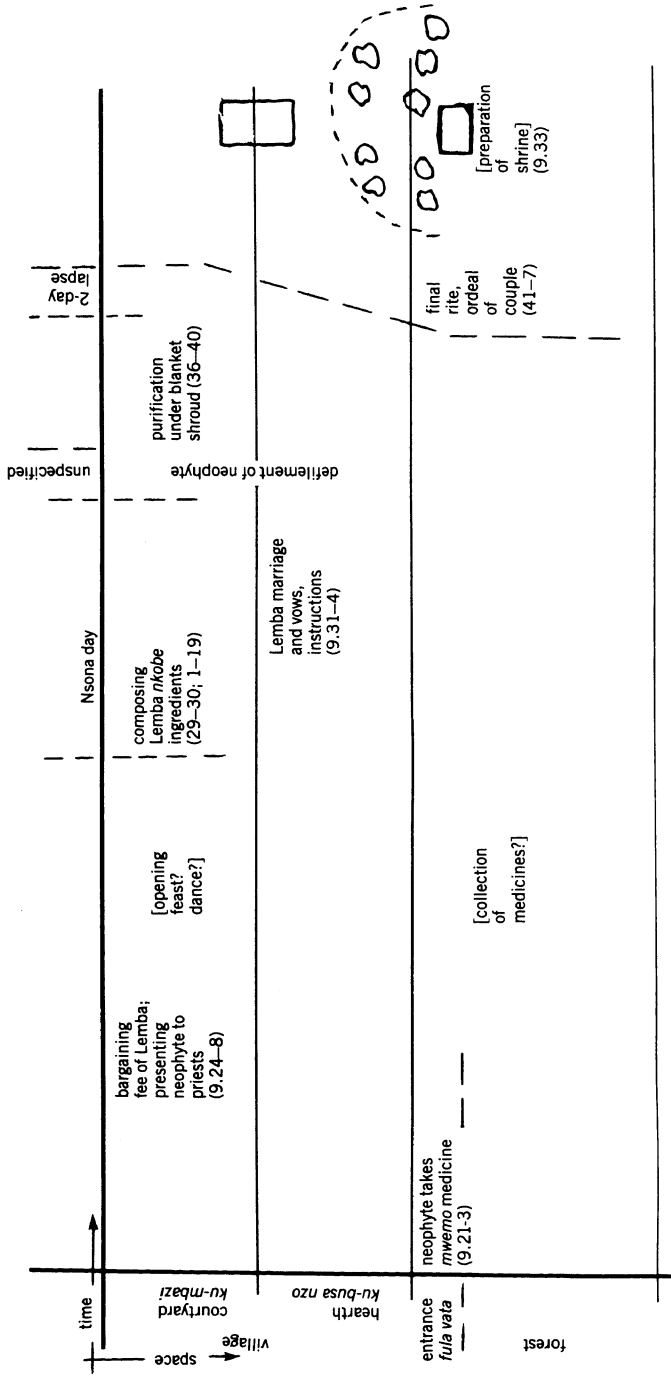 time
space
village
courtyard
ku-mbazi
hearth
ku-busa nzo
entrance
fula vata
forest
Nsona day
unspecified
2-day
lapse
bargaining
fee of Lemba;
presenting
neophyte to
priests
(9.24–8)
[opening
feast?
dance?]
composing
Lemba nkobe
ingredients
(29–30; 1–19)
defilement of neophyte
purification
under blanket
shroud (36–40)
Lemba marriage
and vows,
instructions
(9.31–4)
neophyte takes
mwemo medicine
(9.21-3)
[collection
of
medicines?]
final
rite,
ordeal
of
couple
(41–7)
[preparation
of
shrine]
(9.33)